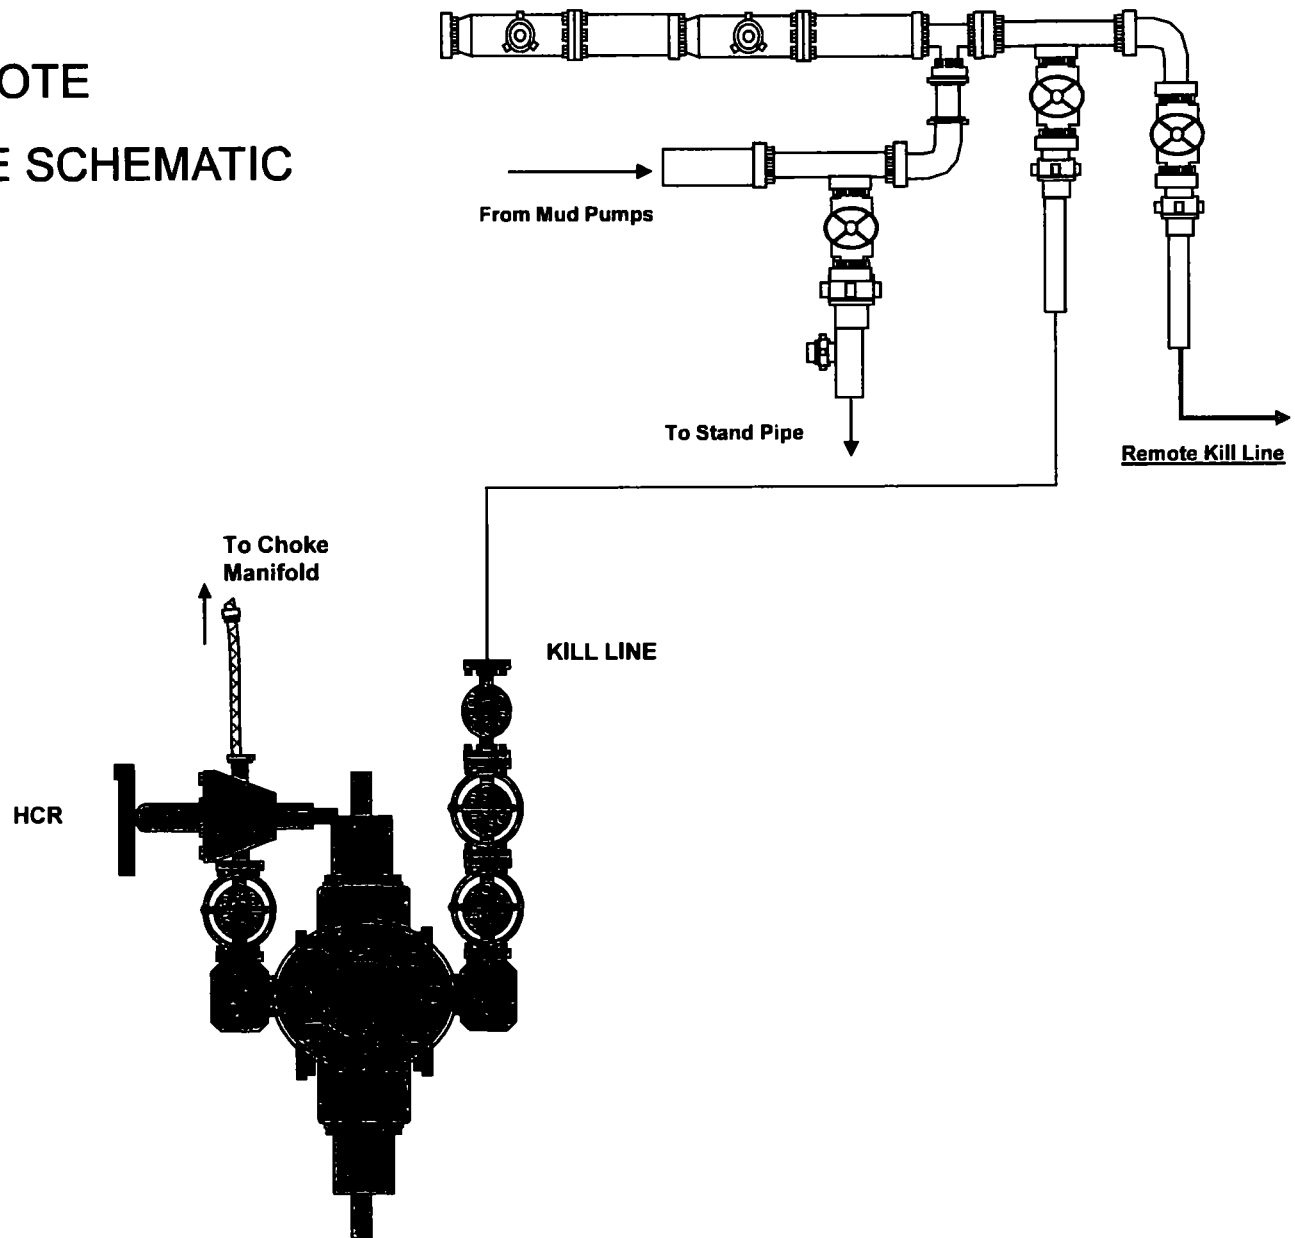 OTE
E SCHEMATIC
From Mud Pumps
To Stand Pipe
Remote Kill Line
To Choke
Manifold
KILL LINE
HCR